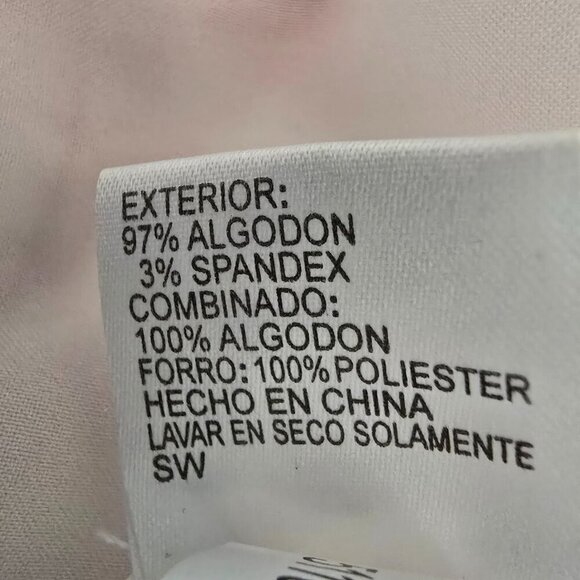 EXTERIOR:
97% ALGODON
3% SPANDEX
COMBINADO:
100% ALGODON
FORRO: 100% POLIESTER
HECHO EN CHINA
LAVAR EN SECO SOLAMENTE
SW